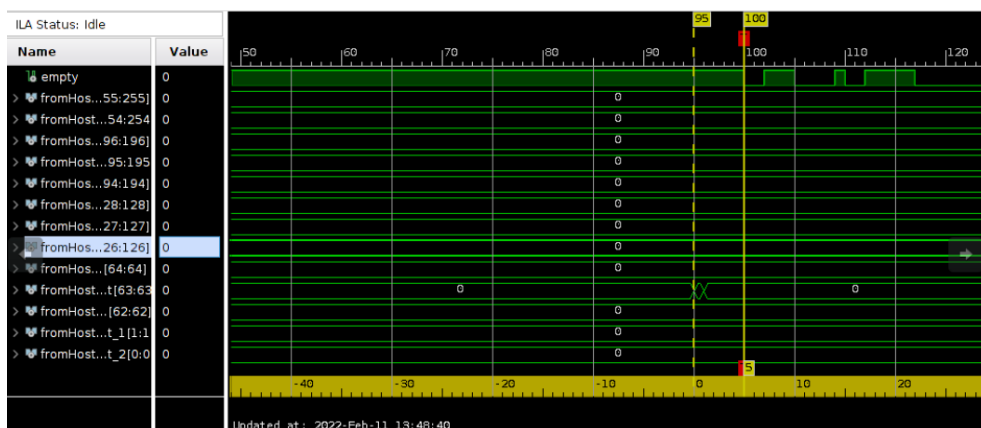 ILA Status: Idle
95 100
Name Value
50 60 70 80 90 100 110 120
empty 0
fromHos...55:255] 0 0
fromHost...54:254 0 0
fromHos...96:196] 0 0
fromHost...95:195 0 0
fromHos...94:194] 0 0
fromHos...28:128] 0 0
fromHos...27:127] 0 0
fromHos...26:126] 0 0
fromHos...[64:64] 0 0
fromHost...t[63:63 0 0 0
fromHos...[62:62] 0 0
fromHost...t_1[1:1 0 0
fromHost...t_2[0:0 0 0
5
-40 -30 -20 -10 0 10 20
Updated at: 2022-Feb-11 13:48:40